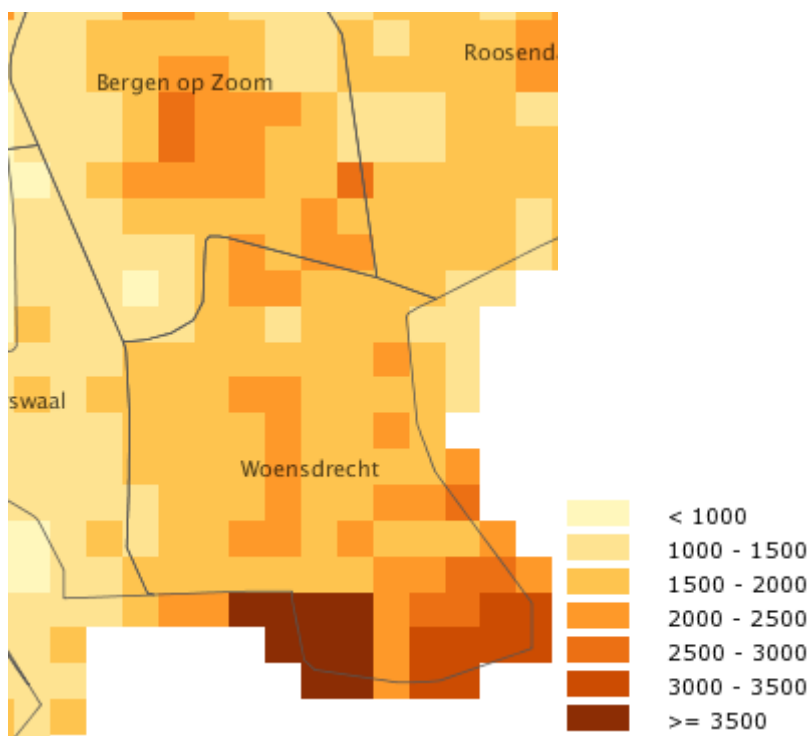 Roosend
Bergen op Zoom
swaal
Woensdrecht
< 1000
1000 - 1500
1500 - 2000
2000 - 2500
2500 - 3000
3000 - 3500
>= 3500